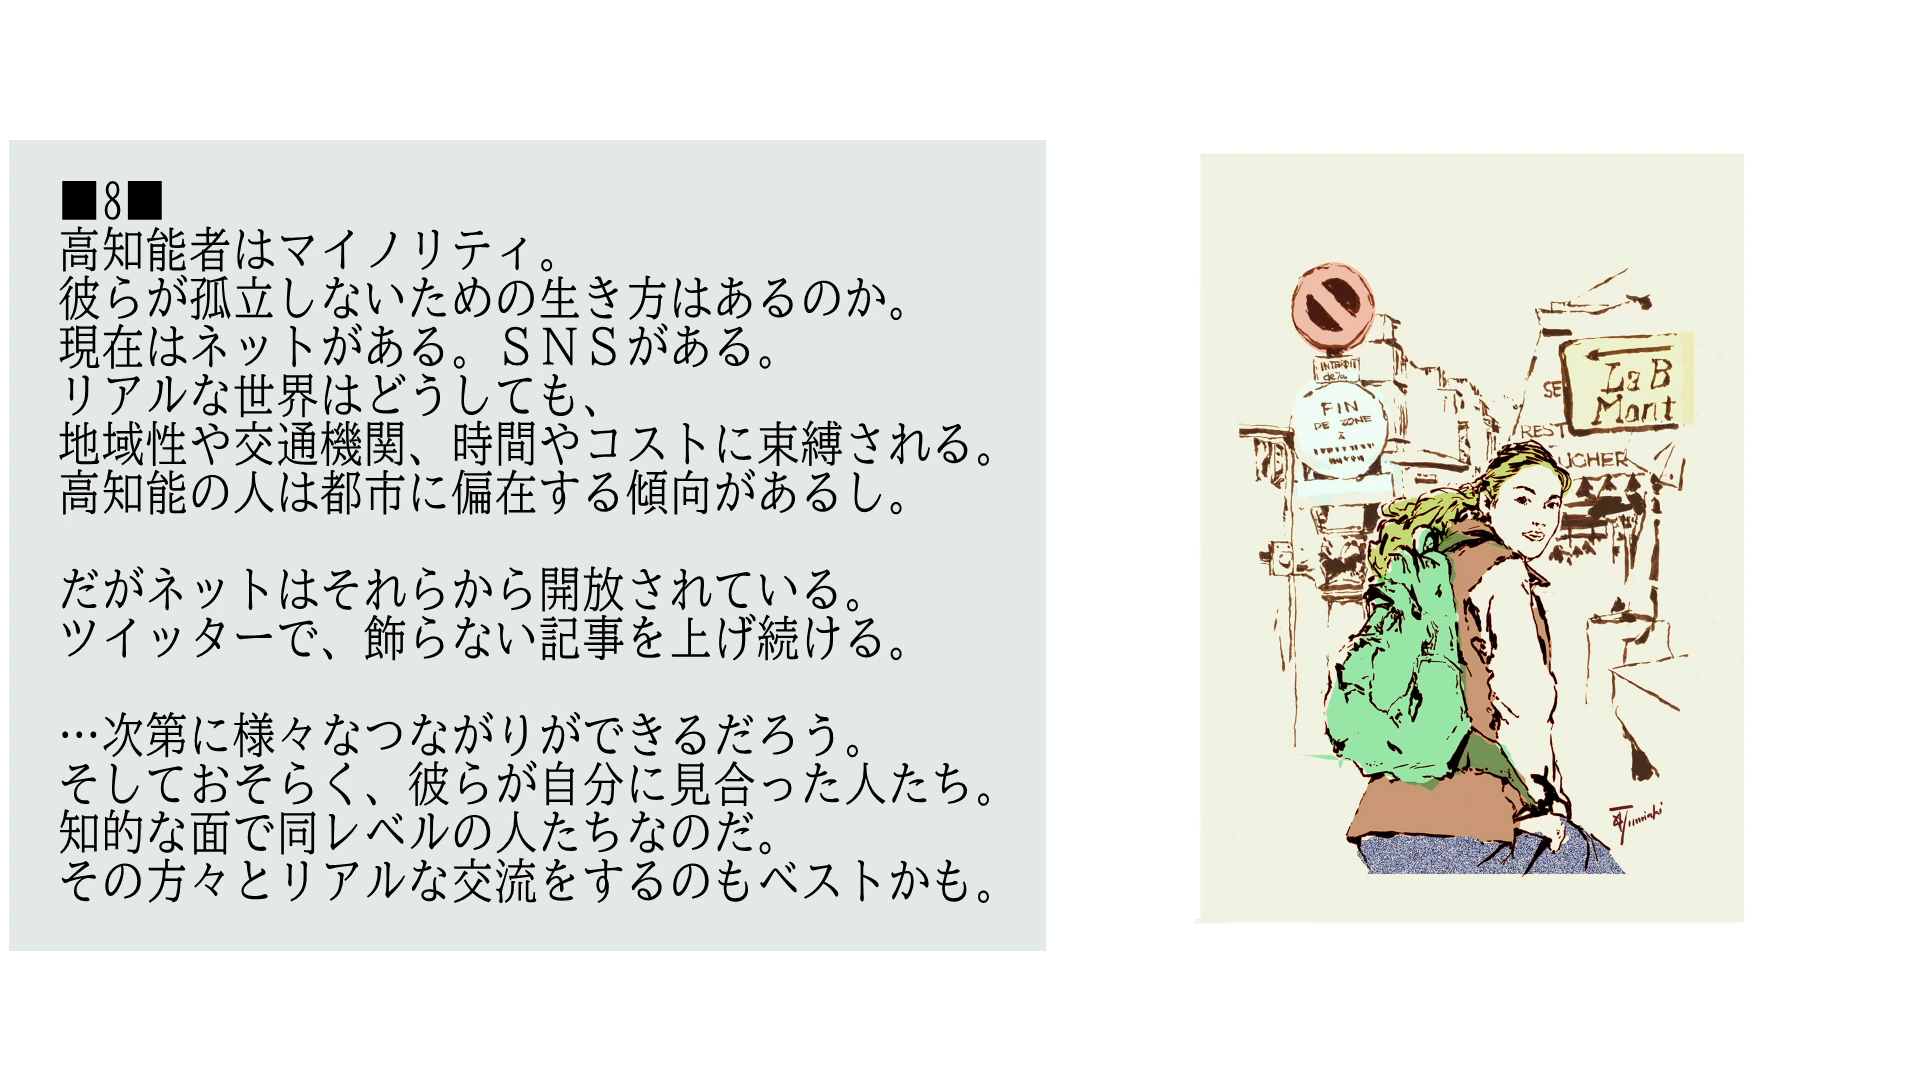 ■8■
高知能者はマイノリティ。
彼らが孤立しないための生き方はあるのか。
現在はネットがある。ＳＮＳがある。
リアルな世界はどうしても、
地域性や交通機関、時間やコストに束縛される。
高知能の人は都市に偏在する傾向があるし。
だがネットはそれらから開放されている。
ツイッターで、飾らない記事を上げ続ける。
…次第に様々なつながりができるだろう。
そしておそらく、彼らが自分に見合った人たち。
知的な面で同レベルの人たちなのだ。
その方々とリアルな交流をするのもベストかも。
INTERDIT
FIN
DE ZONE
À
La B
Mont
SE
REST
UCHER